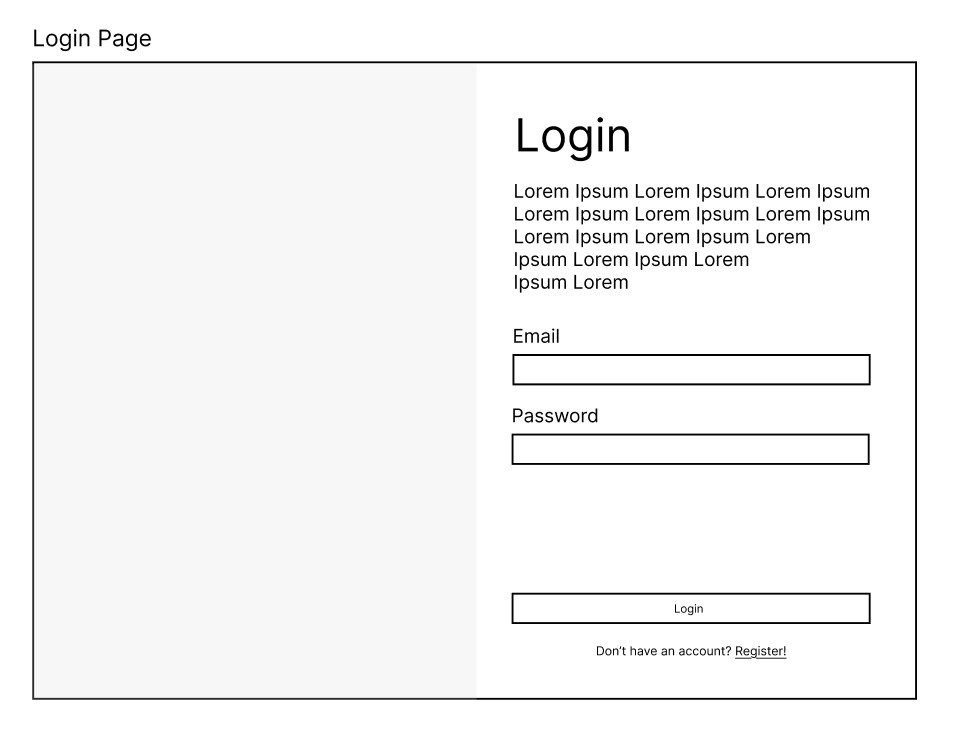 Login Page
Login
Lorem Ipsum Lorem Ipsum Lorem Ipsum
Lorem Ipsum Lorem Ipsum Lorem Ipsum
Lorem Ipsum Lorem Ipsum Lorem
Ipsum Lorem Ipsum Lorem
Ipsum Lorem
Email
Password
Login
Don’t have an account? Register!